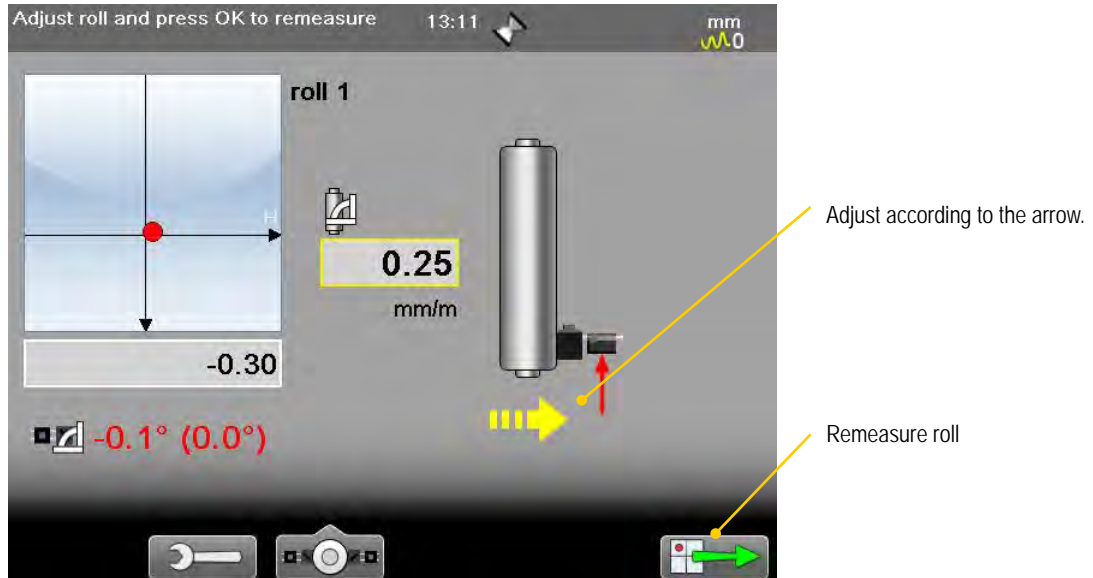 Adjust roll and press OK to remeasure 13:11 mm
0
roll 1
H
0.25
mm/m
-0.30
-0.1° (0.0°)
Adjust according to the arrow.
Remeasure roll